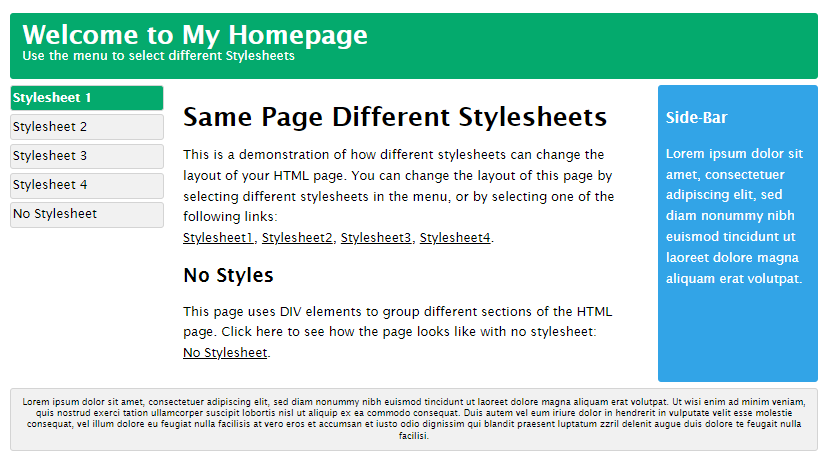 Welcome to My Homepage
Use the menu to select different Stylesheets
Stylesheet 1
Stylesheet 2
Stylesheet 3
Stylesheet 4
No Stylesheet
Same Page Different Stylesheets
This is a demonstration of how different stylesheets can change the
layout of your HTML page. You can change the layout of this page by
selecting different stylesheets in the menu, or by selecting one of the
following links:
Stylesheet1, Stylesheet2, Stylesheet3, Stylesheet4.
No Styles
This page uses DIV elements to group different sections of the HTML
page. Click here to see how the page looks like with no stylesheet:
No Stylesheet.
Side-Bar
Lorem ipsum dolor sit
amet, consectetuer
adipiscing elit, sed
diam nonummy nibh
euismod tincidunt ut
laoreet dolore magna
aliquam erat volutpat.
Lorem ipsum dolor sit amet, consectetuer adipiscing elit, sed diam nonummy nibh euismod tincidunt ut laoreet dolore magna aliquam erat volutpat. Ut wisi enim ad minim veniam,
quis nostrud exerci tation ullamcorper suscipit lobortis nisl ut aliquip ex ea commodo consequat. Duis autem vel eum iriure dolor in hendrerit in vulputate velit esse molestie
consequat, vel illum dolore eu feugiat nulla facilisis at vero eros et accumsan et iusto odio dignissim qui blandit praesent luptatum zzril delenit augue duis dolore te feugait nulla
facilisi.